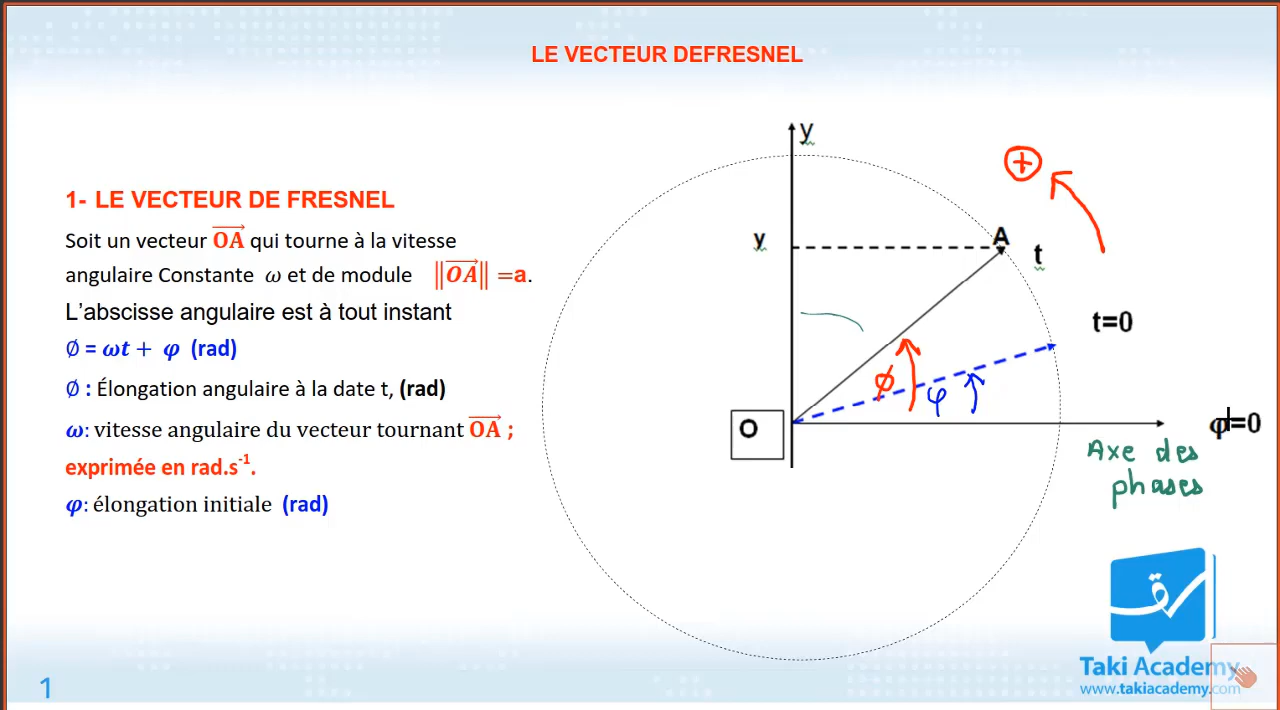 LE VECTEUR DEFRESNEL
1- LE VECTEUR DE FRESNEL
Soit un vecteur OA qui tourne à la vitesse
angulaire Constante ω et de module ‖OA‖ =a.
L'abscisse angulaire est à tout instant
Ø = ωt + φ (rad)
Ø : Élongation angulaire à la date t, (rad)
ω: vitesse angulaire du vecteur tournant OA ;
exprimée en rad.s-1.
φ: élongation initiale (rad)
y
+
y
A
t
t=0
ϕ
φ
O
φ=0
Axe des
phases
Taki Academy
www.takiacademy.com
1